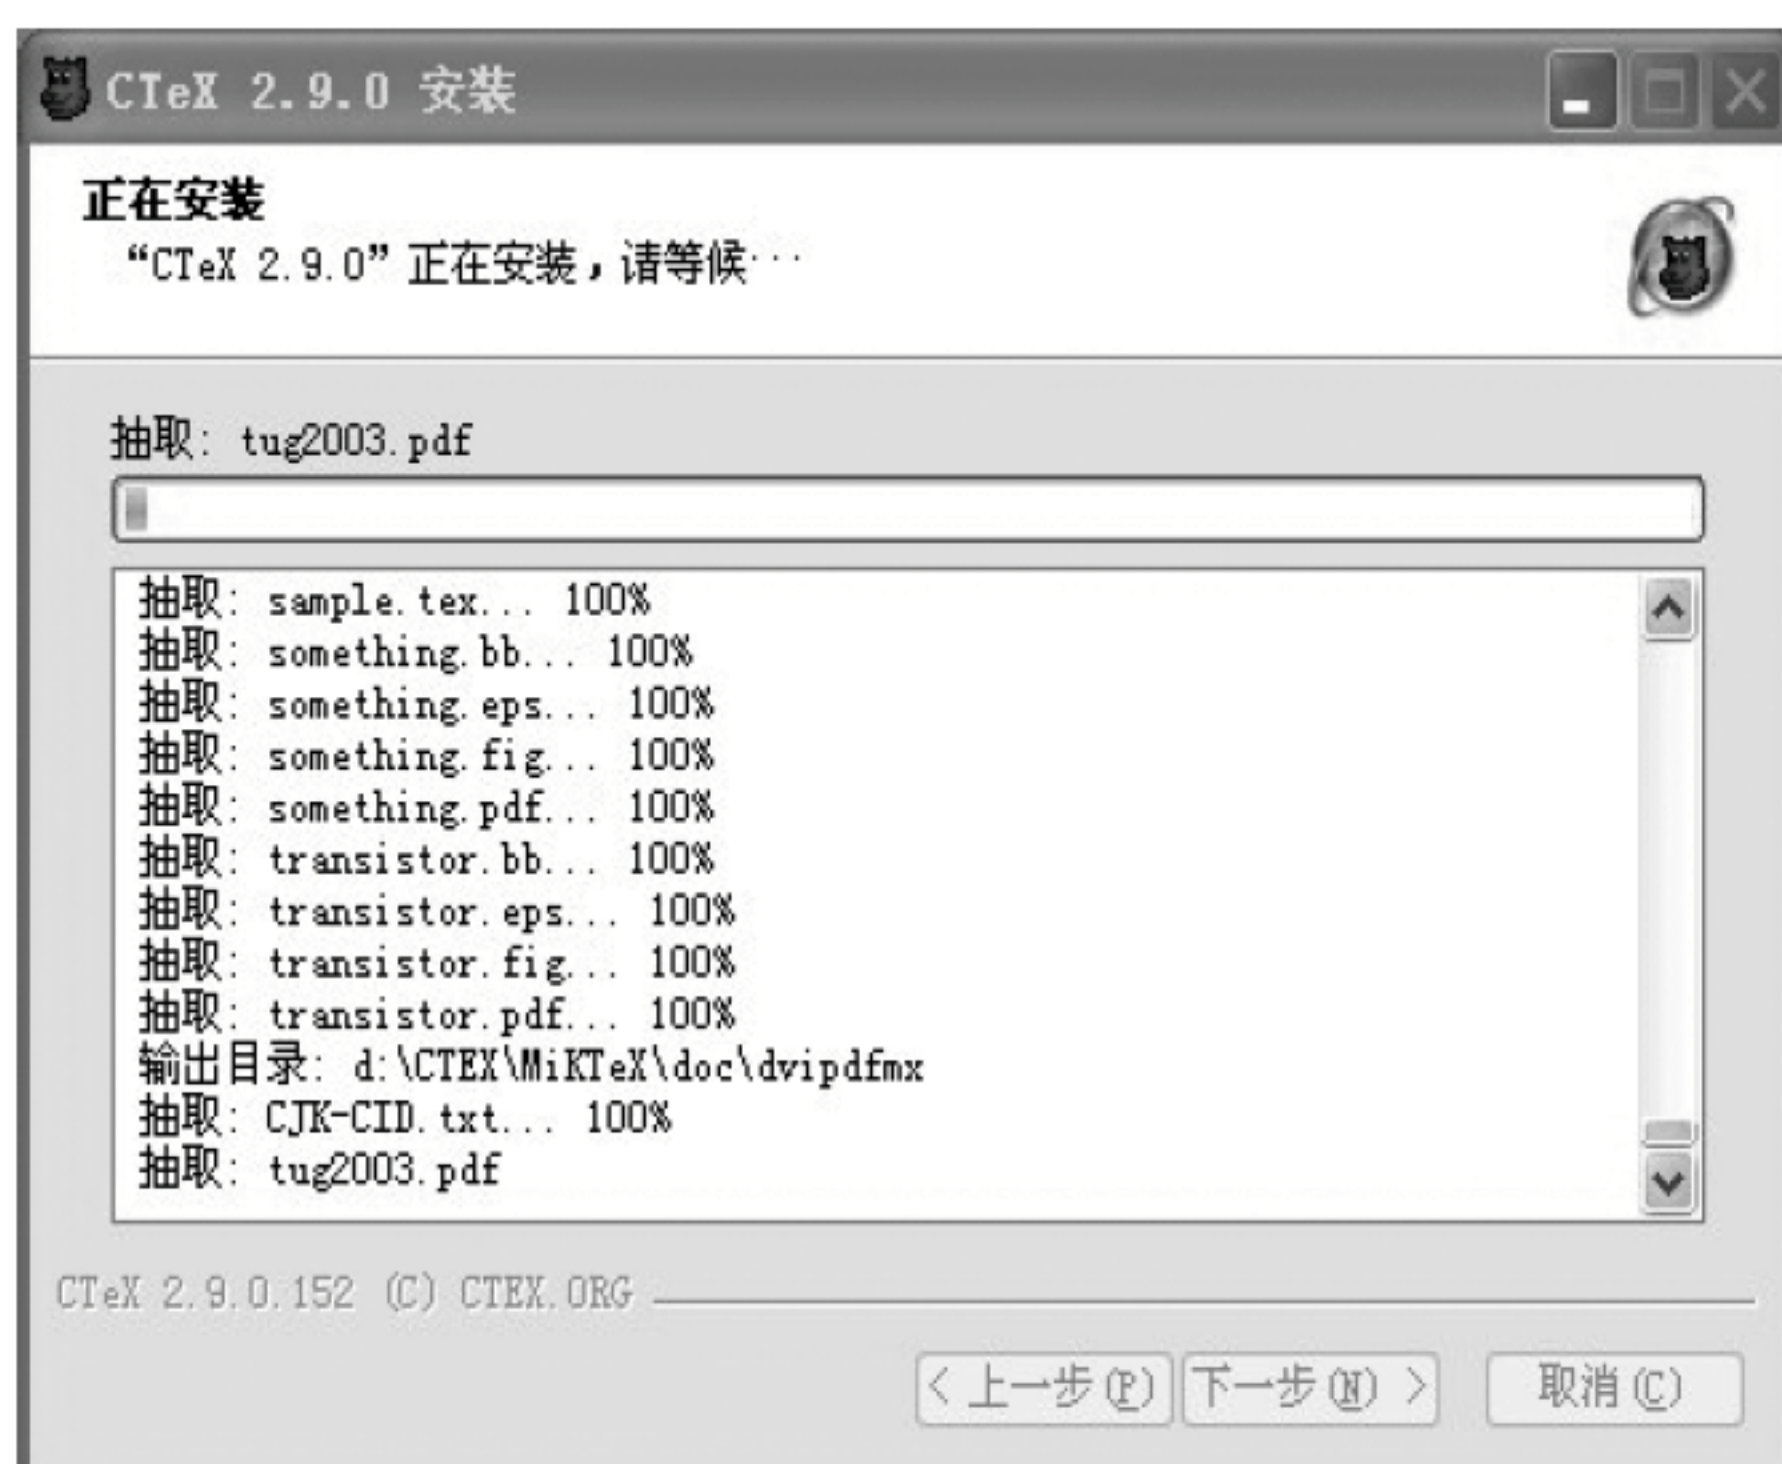 CTeX 2.9.0 安装
正在安装
“CTeX 2.9.0”正在安装，请等候...
抽取: tug2003.pdf
抽取: sample.tex... 100%
抽取: something.bb... 100%
抽取: something.eps... 100%
抽取: something.fig... 100%
抽取: something.pdf... 100%
抽取: transistor.bb... 100%
抽取: transistor.eps... 100%
抽取: transistor.fig... 100%
抽取: transistor.pdf... 100%
输出目录: d:\CTEX\MiKTeX\doc\dvipdfmx
抽取: CJK-CID.txt... 100%
抽取: tug2003.pdf
CTeX 2.9.0.152 (C) CTEX.ORG
< 上一步(P) 下一步(N) > 取消(C)